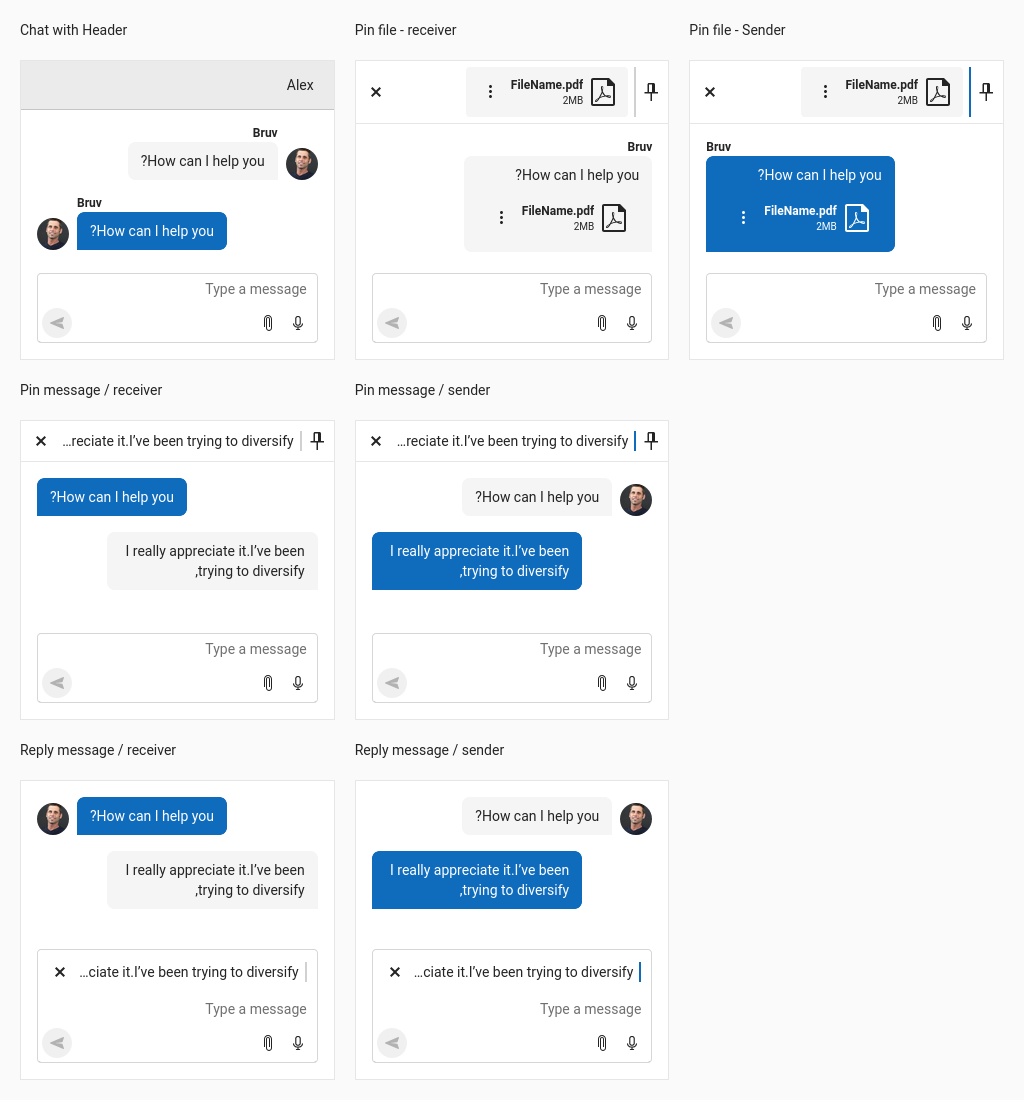 Chat with Header
Alex
Bruv
?How can I help you
Bruv
?How can I help you
Type a message
Pin file - receiver
FileName.pdf
2MB
Bruv
?How can I help you
FileName.pdf
2MB
Type a message
Pin file - Sender
FileName.pdf
2MB
Bruv
?How can I help you
FileName.pdf
2MB
Type a message
Pin message / receiver
...reciate it.I’ve been trying to diversify
?How can I help you
I really appreciate it.I’ve been
,trying to diversify
Type a message
Pin message / sender
...reciate it.I’ve been trying to diversify
?How can I help you
I really appreciate it.I’ve been
,trying to diversify
Type a message
Reply message / receiver
?How can I help you
I really appreciate it.I’ve been
,trying to diversify
...ciate it.I’ve been trying to diversify
Type a message
Reply message / sender
?How can I help you
I really appreciate it.I’ve been
,trying to diversify
...ciate it.I’ve been trying to diversify
Type a message